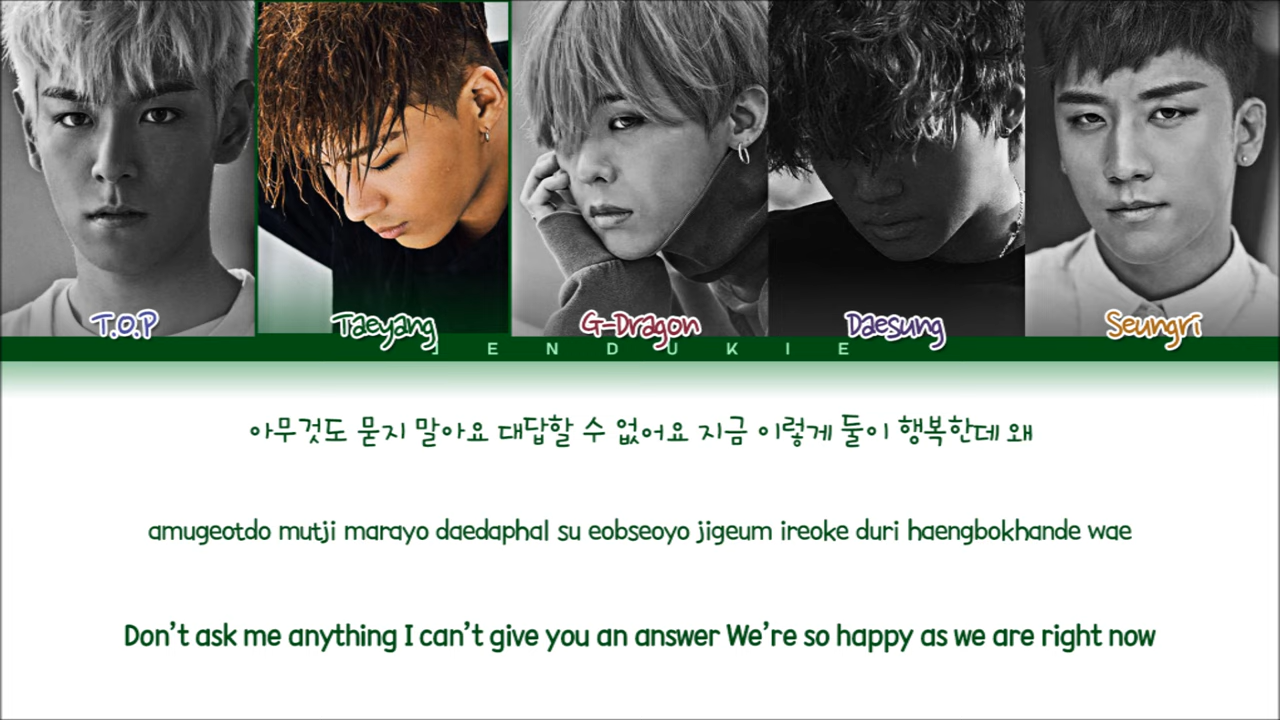 T.O.P Taeyang G-Dragon Daesung Seungri
JENDUKIE
아무것도 묻지 말아요 대답할 수 없어요 지금 이렇게 둘이 행복한데 왜
amugeotdo mutji marayo daedaphal su eobseoyo jigeum ireoke duri haengbokhande wae
Don't ask me anything I can't give you an answer We're so happy as we are right now